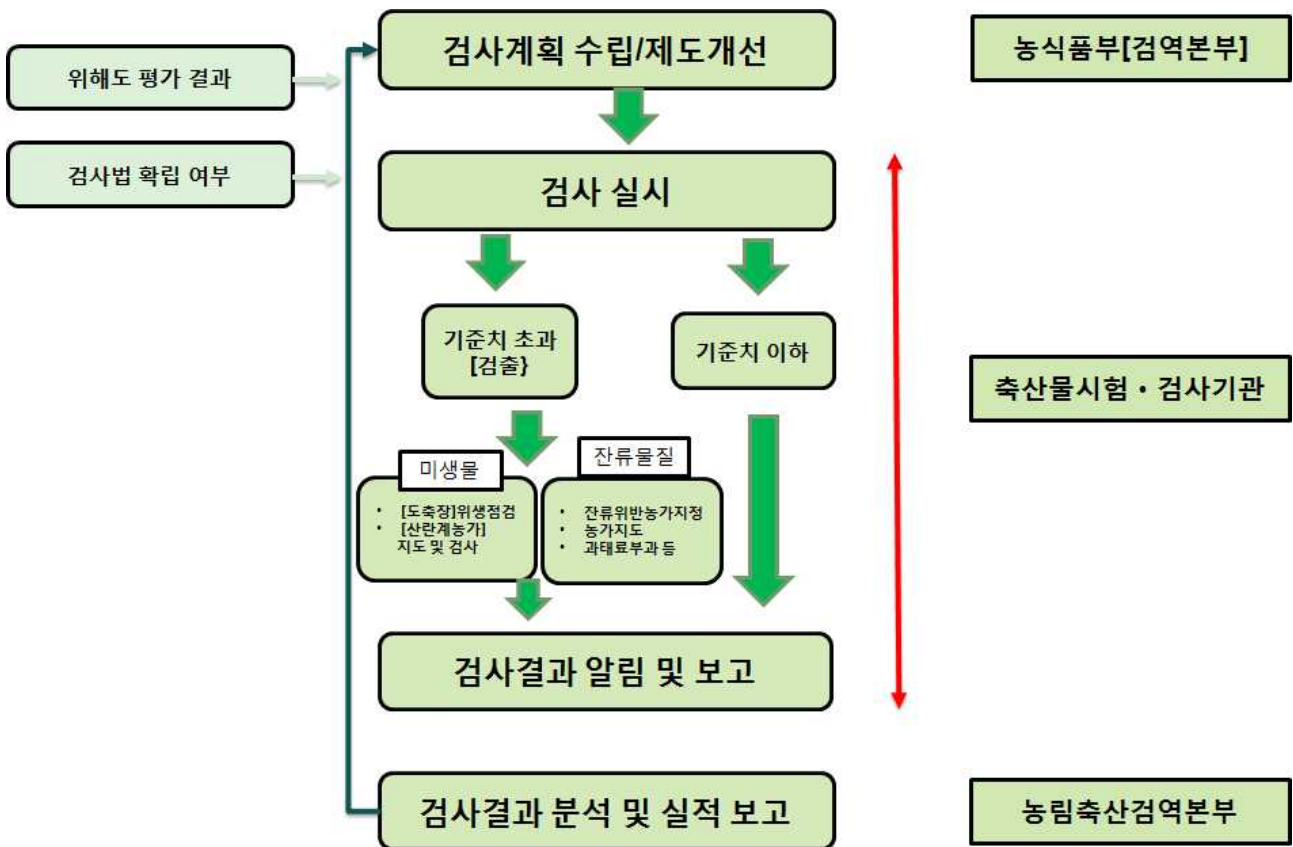 검사계획 수립/제도개선
농식품부[검역본부]
위해도 평가 결과
검사법 확립 여부
검사 실시
기준치 초과
[검출}
기준치 이하
축산물시험・검사기관
미생물
• [도축장]위생점검
• [산란계농가]
지도 및 검사
잔류물질
• 잔류위반농가지정
• 농가지도
• 과태료부과 등
검사결과 알림 및 보고
검사결과 분석 및 실적 보고
농림축산검역본부